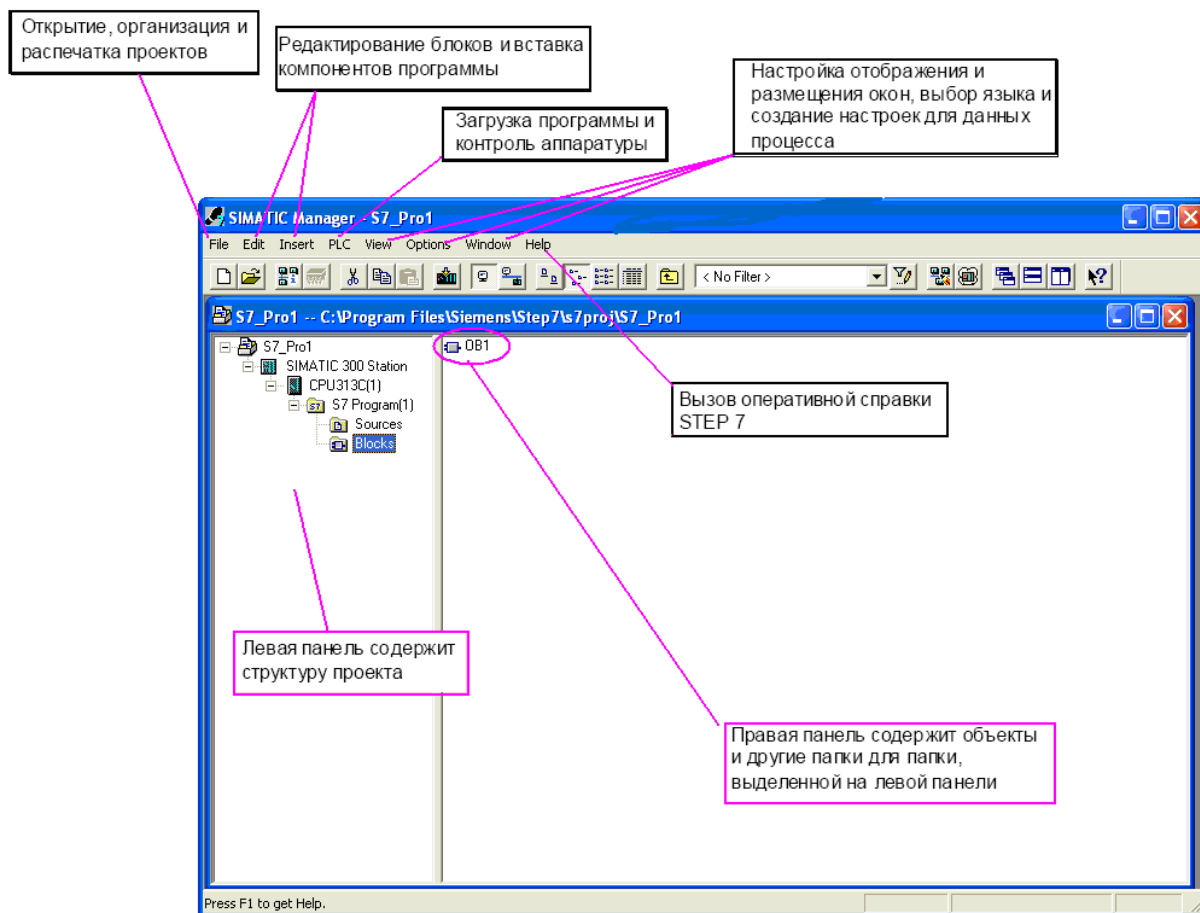 Открытие, организация и
распечатка проектов
Редактирование блоков и вставка
компонентов программы
Загрузка программы и
контроль аппаратуры
Настройка отображения и
размещения окон, выбор языка и
создание настроек для данных
процесса
SIMATIC Manager - S7_Pro1
File Edit Insert PLC View Options Window Help
< No Filter >
S7_Pro1 -- C:\Program Files\Siemens\Step7\s7proj\S7_Pro1
S7_Pro1
SIMATIC 300 Station
CPU313C(1)
S7 Program(1)
Sources
Blocks
OB1
Вызов оперативной справки
STEP 7
Левая панель содержит
структуру проекта
Правая панель содержит объекты
и другие папки для папки,
выделенной на левой панели
Press F1 to get Help.